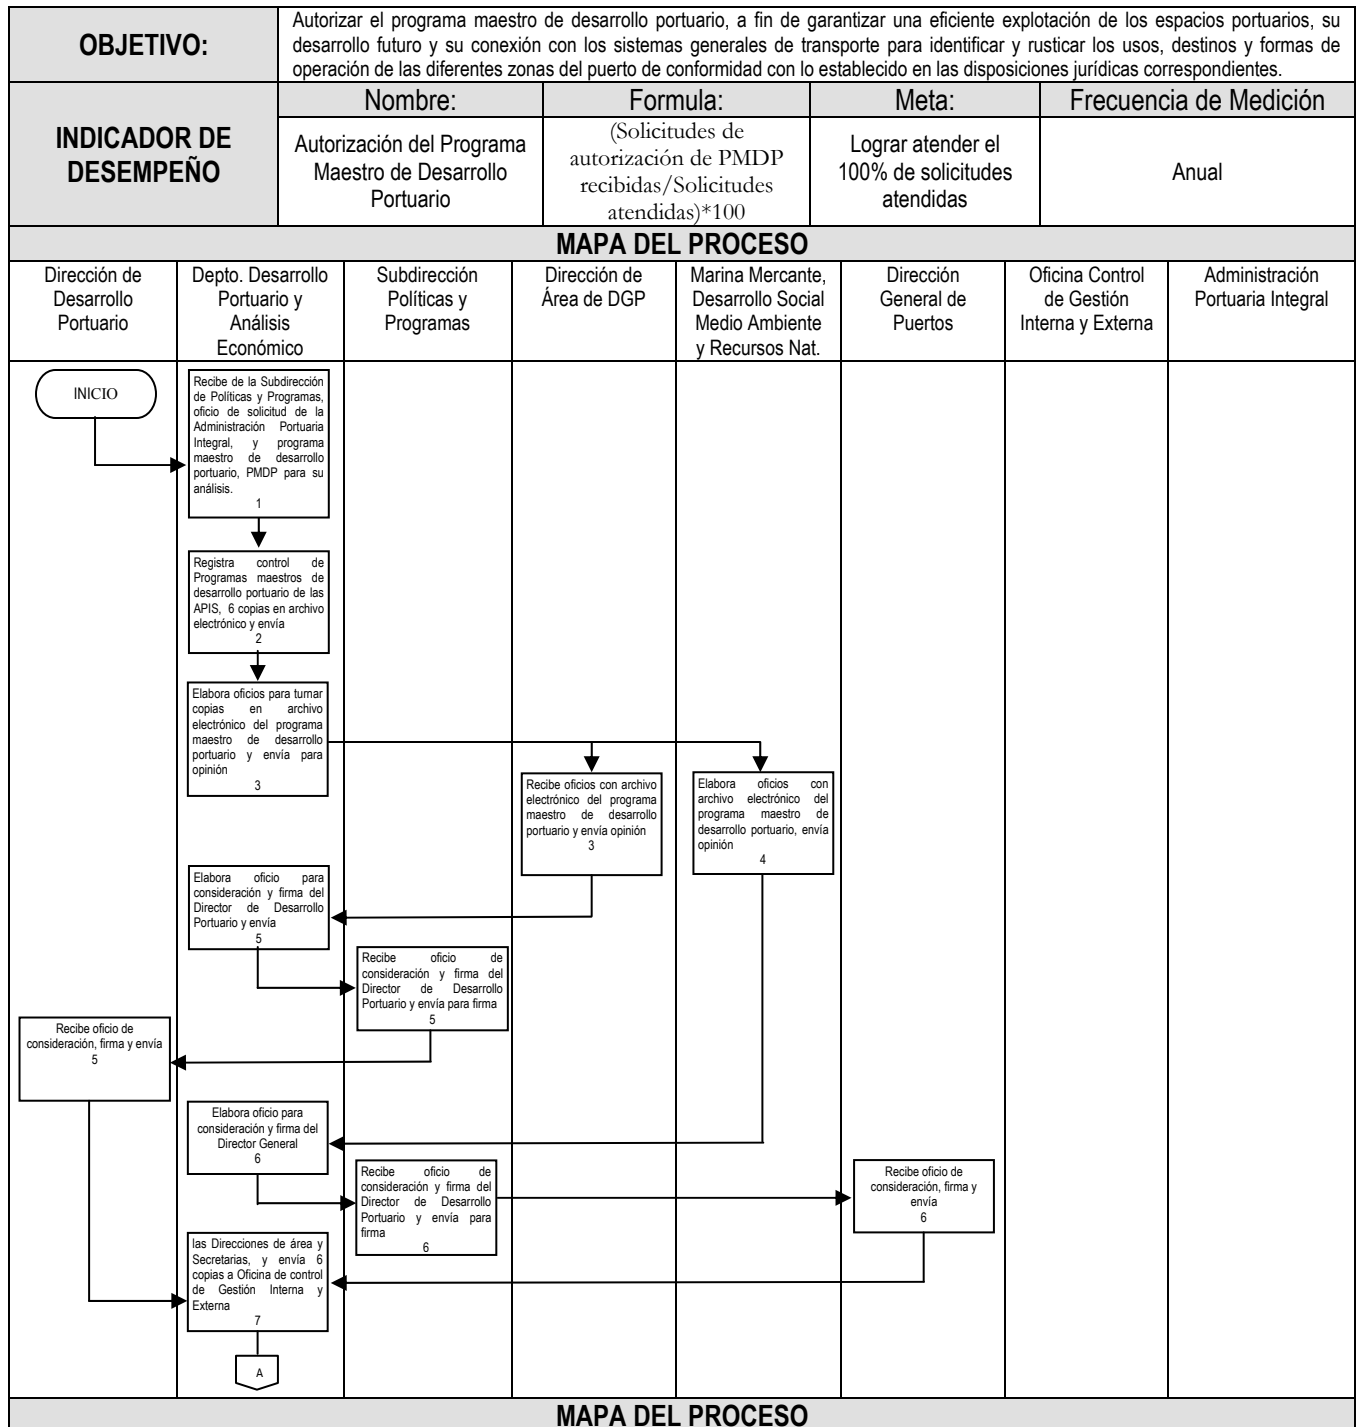 OBJETIVO:
Autorizar el programa maestro de desarrollo portuario, a fin de garantizar una eficiente explotación de los espacios portuarios, su
desarrollo futuro y su conexión con los sistemas generales de transporte para identificar y rusticar los usos, destinos y formas de
operación de las diferentes zonas del puerto de conformidad con lo establecido en las disposiciones jurídicas correspondientes.
INDICADOR DE
DESEMPEÑO
Nombre:
Formula:
Meta:
Frecuencia de Medición
Autorización del Programa
Maestro de Desarrollo
Portuario
(Solicitudes de
autorización de PMDP
recibidas/Solicitudes
atendidas)*100
Lograr atender el
100% de solicitudes
atendidas
Anual
MAPA DEL PROCESO
Dirección de
Desarrollo
Portuario
Depto. Desarrollo
Portuario y
Análisis
Económico
Subdirección
Políticas y
Programas
Dirección de
Área de DGP
Marina Mercante,
Desarrollo Social
Medio Ambiente
y Recursos Nat.
Dirección
General de
Puertos
Oficina Control
de Gestión
Interna y Externa
Administración
Portuaria Integral
INICIO
Recibe de la Subdirección
de Políticas y Programas,
oficio de solicitud de la
Administración Portuaria
Integral, y programa
maestro de desarrollo
portuario, PMDP para su
análisis.
1
Registra control de
Programas maestros de
desarrollo portuario de las
APIS, 6 copias en archivo
electrónico y envía
2
Elabora oficios para turnar
copias en archivo
electrónico del programa
maestro de desarrollo
portuario y envía para
opinión
3
Recibe oficios con archivo
electrónico del programa
maestro de desarrollo
portuario y envía opinión
3
Elabora oficios con
archivo electrónico del
programa maestro de
desarrollo portuario, envía
opinión
4
Elabora oficio para
consideración y firma del
Director de Desarrollo
Portuario y envía
5
Recibe oficio de
consideración y firma del
Director de Desarrollo
Portuario y envía para firma
5
Recibe oficio de
consideración, firma y envía
5
Elabora oficio para
consideración y firma del
Director General
6
Recibe oficio de
consideración y firma del
Director de Desarrollo
Portuario y envía para
firma
6
Recibe oficio de
consideración, firma y
envía
6
las Direcciones de área y
Secretarias, y envía 6
copias a Oficina de control
de Gestión Interna y
Externa
7
A
MAPA DEL PROCESO